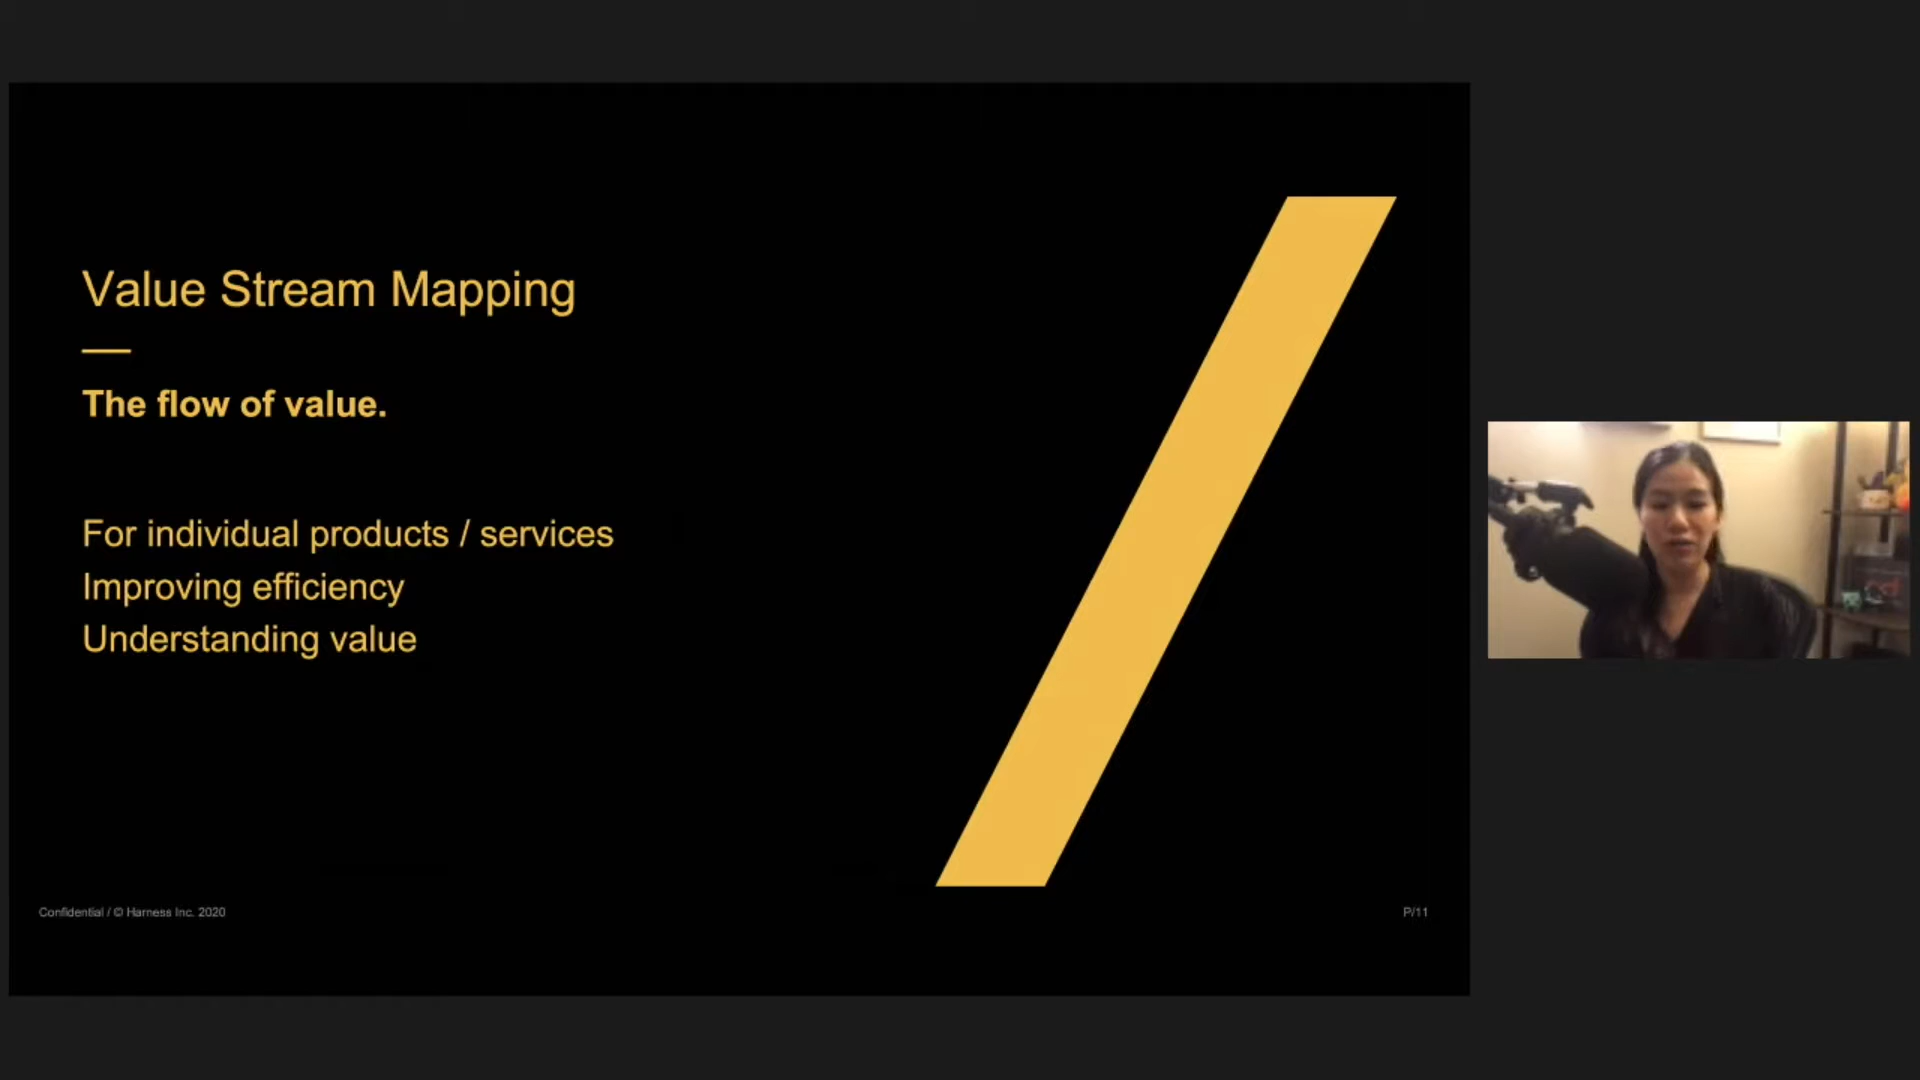 Value Stream Mapping
The flow of value.
For individual products / services
Improving efficiency
Understanding value
Confidential / © Harness Inc. 2020
P/11
cd